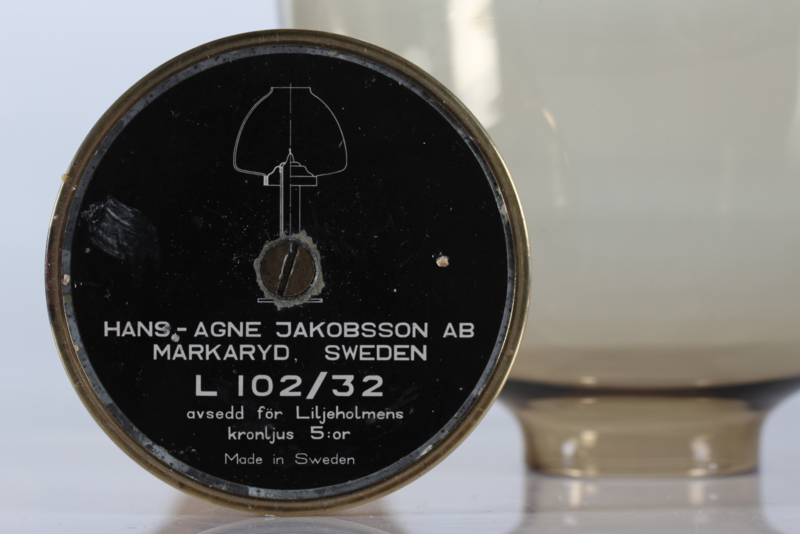 HANS-AGNE JAKOBSSON AB
MARKARYD SWEDEN
L 102/32
avsedd för Liljeholmens
kronljus 5:or
Made in Sweden